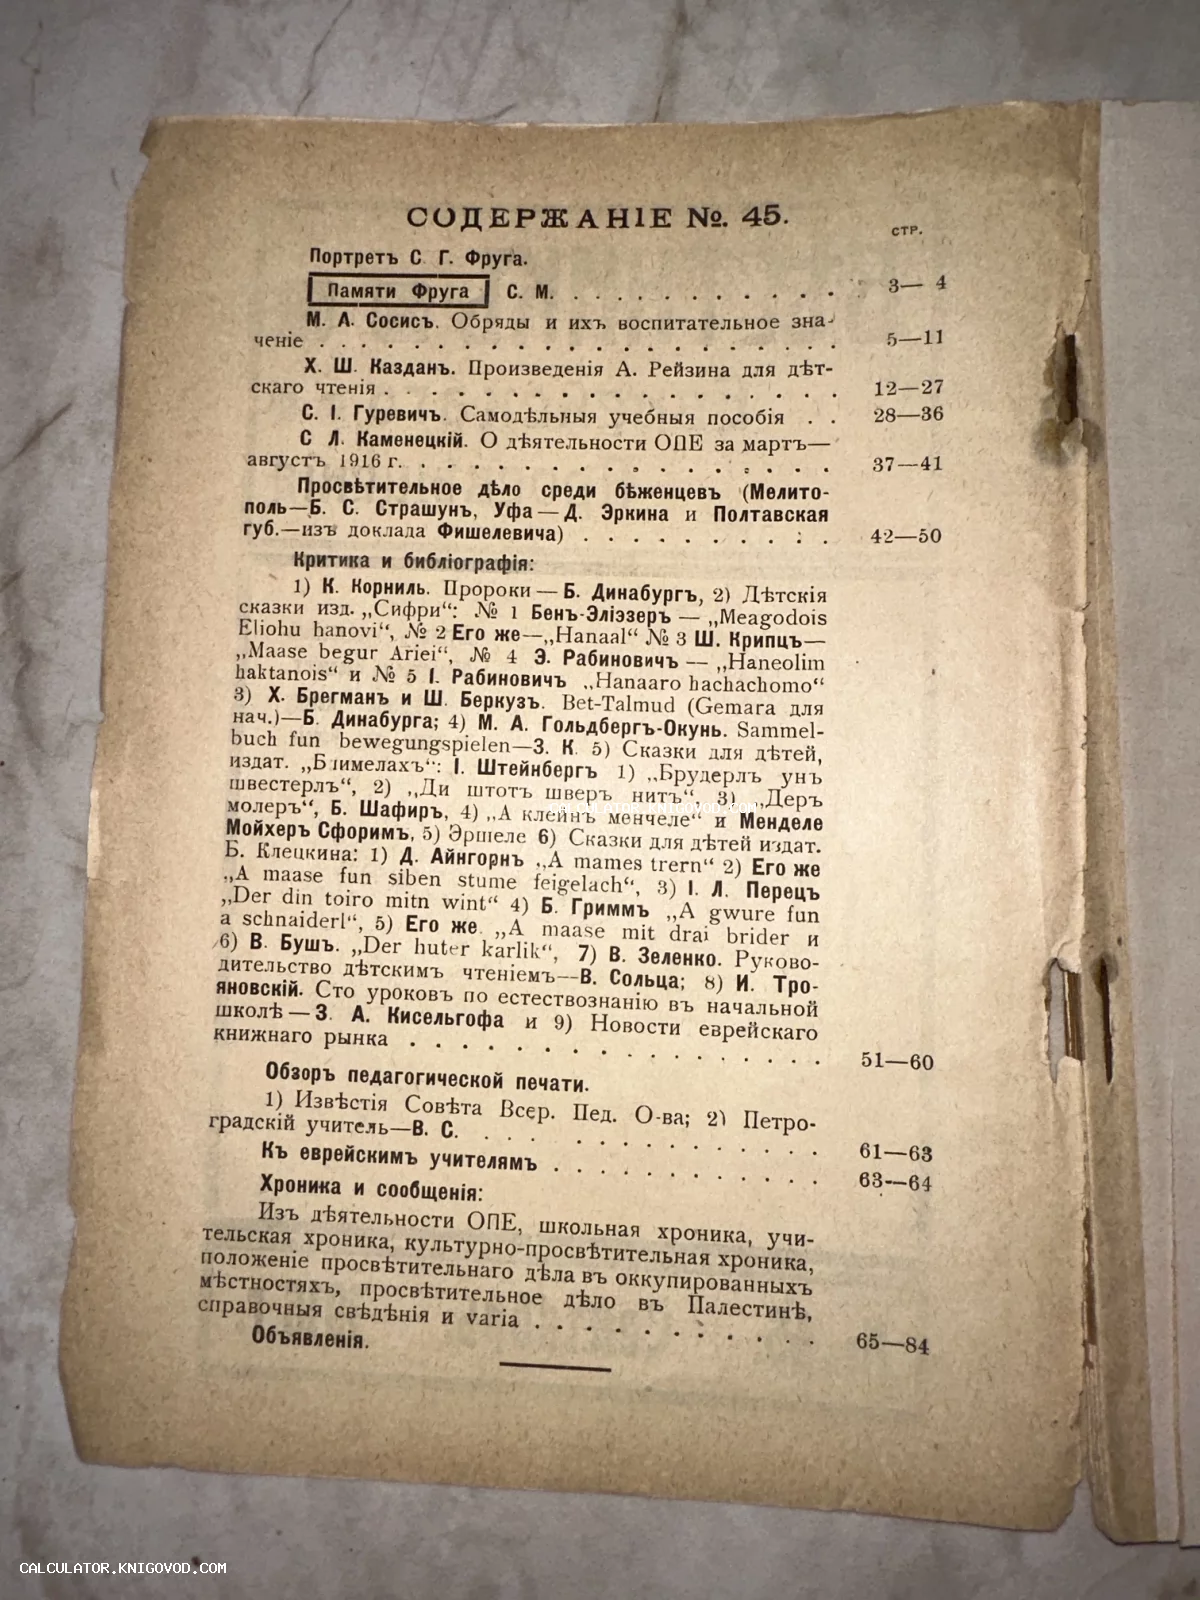 СОДЕРЖАНІЕ №. 45.
СТР.
Портретъ С. Г. Фруга.
Памяти Фруга С. М. . . . . . . . . . . . . 3— 4
М. А. Сосисъ. Обряды и ихъ воспитательное зна-
ченіе . . . . . . . . . . . . . . . . . . . 5—11
Х. Ш. Казданъ. Произведенія А. Рейзина для дѣт-
скаго чтенія . . . . . . . . . . . . . . . . 12—27
С. І. Гуревичъ. Самодѣльныя учебныя пособія . . 28—36
С Л. Каменецкій. О дѣятельности ОПЕ за мартъ—
августъ 1916 г. . . . . . . . . . . . . . . . 37—41
Просвѣтительное дѣло среди бѣженцевъ (Мелито-
поль—Б. С. Страшунъ, Уфа — Д. Эркина и Полтавская
губ.—изъ доклада Фишелевича) . . . . . . . . . . 42—50
Критика и библіографія:
1) К. Корниль. Пророки — Б. Динабургъ, 2) Дѣтскія
сказки изд. „Сифри“: № 1 Бенъ-Эліэзеръ — „Meagodois
Eliohu hanovi“, № 2 Его же—„Hanaal“ № 3 Ш. Крипцъ—
„Maase begur Ariei“, № 4 Э. Рабиновичъ — „Haneolim
haktanois“ и № 5 І. Рабиновичъ „Hanaaro hachachomo“
3) Х. Брегманъ и Ш. Беркузъ. Bet-Talmud (Gemara для
нач.)—Б. Динабурга; 4) М. А. Гольдбергъ-Окунь. Sammel-
buch fun bewegungspielen—З. К. 5) Сказки для дѣтей,
издат. „Блимелахъ“: І. Штейнбергъ 1) „Брудерлъ унъ
швестерлъ“, 2) „Ди штотъ шверъ нитъ“ 3) „Деръ
молеръ“, Б. Шафиръ, 4) „А клейнъ менчеле“ и Менделе
Мойхеръ Сфоримъ, 5) Эршеле 6) Сказки для дѣтей издат.
Б. Клецкина: 1) Д. Айнгорнъ „A mames trern“ 2) Его же
„A maase fun siben stume feigelach“, 3) І. Л. Перецъ
„Der din toiro mitn wint“ 4) Б. Гриммъ „A gwure fun
a schnaiderl“, 5) Его же „A maase mit drai brider и
6) В. Бушъ. „Der huter karlik“, 7) В. Зеленко. Руково-
дительство дѣтскимъ чтеніемъ—В. Сольца; 8) И. Тро-
яновскій. Сто уроковъ по естествознанію въ начальной
школѣ — З. А. Кисельгофа и 9) Новости еврейскаго
книжнаго рынка . . . . . . . . . . . . . . . . 51—60
Обзоръ педагогической печати.
1) Извѣстія Совѣта Всер. Пед. О-ва; 2) Петро-
градскій учитель—В. С. . . . . . . . . . . . . 61—63
Къ еврейскимъ учителямъ . . . . . . . . . . . 63—64
Хроника и сообщенія:
Изъ дѣятельности ОПЕ, школьная хроника, учи-
тельская хроника, культурно-просвѣтительная хроника,
положеніе просвѣтительнаго дѣла въ оккупированныхъ
мѣстностяхъ, просвѣтительное дѣло въ Палестинѣ,
справочныя свѣдѣнія и varia . . . . . . . . . . . 65—84
Объявленія.
CALCULATOR.KNIGOVOD.COM
CALCULATOR.KNIGOVOD.COM